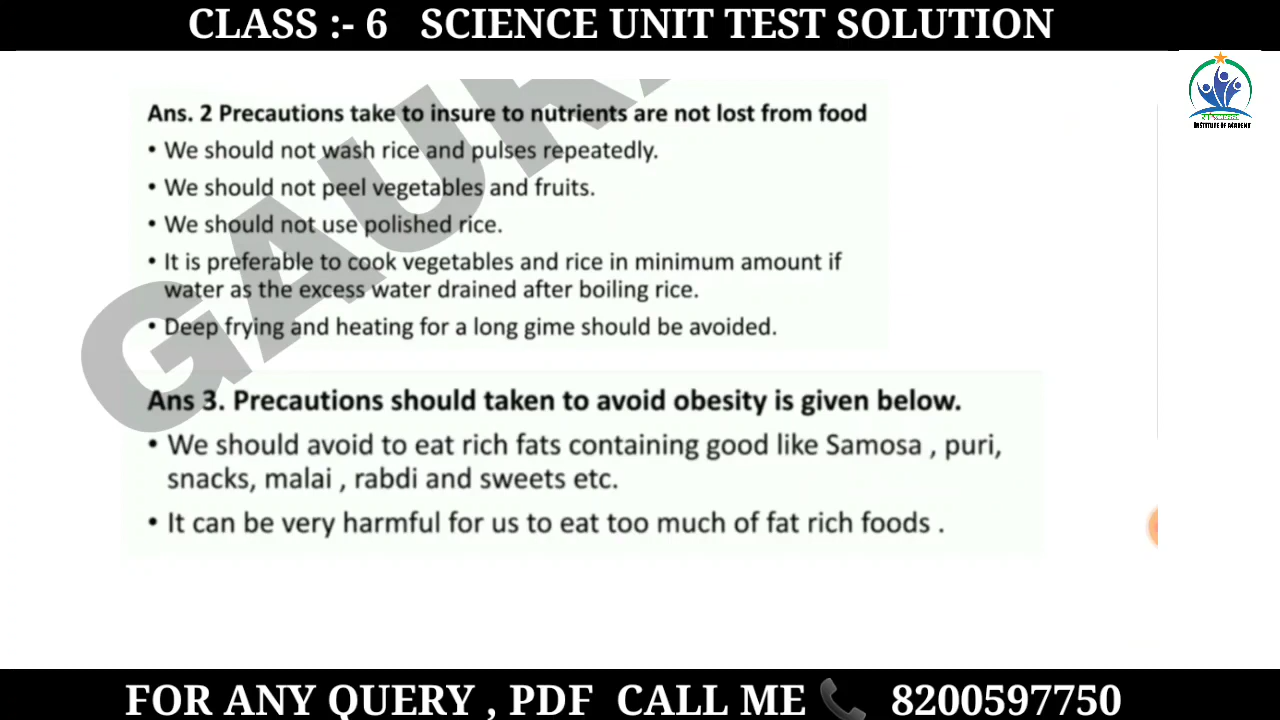 CLASS :- 6 SCIENCE UNIT TEST SOLUTION
Ans. 2 Precautions take to insure to nutrients are not lost from food
• We should not wash rice and pulses repeatedly.
• We should not peel vegetables and fruits.
• We should not use polished rice.
• It is preferable to cook vegetables and rice in minimum amount if
water as the excess water drained after boiling rice.
• Deep frying and heating for a long gime should be avoided.
Ans 3. Precautions should taken to avoid obesity is given below.
• We should avoid to eat rich fats containing good like Samosa , puri,
snacks, malai , rabdi and sweets etc.
• It can be very harmful for us to eat too much of fat rich foods .
INSTITUTE OF ACADEMY
FOR ANY QUERY , PDF CALL ME 8200597750